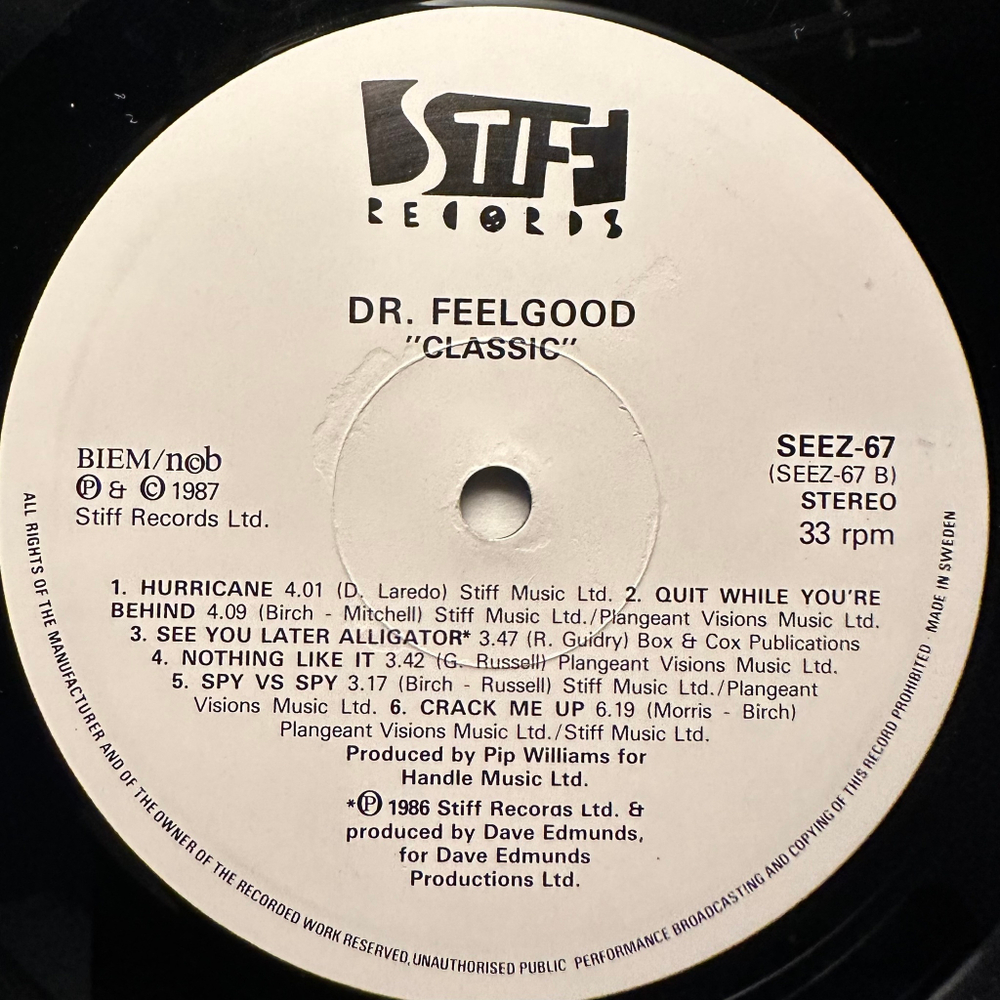 STIFF
RECORDS
DR. FEELGOOD
"CLASSIC"
BIEM/n©b
Ⓟ & © 1987
Stiff Records Ltd.
SEEZ-67
(SEEZ-67 B)
STEREO
33 rpm
1. HURRICANE 4.01 (D. Laredo) Stiff Music Ltd. 2. QUIT WHILE YOU'RE
BEHIND 4.09 (Birch - Mitchell) Stiff Music Ltd./Plangeant Visions Music Ltd.
3. SEE YOU LATER ALLIGATOR* 3.47 (R. Guidry) Box & Cox Publications
4. NOTHING LIKE IT 3.42 (G. Russell) Plangeant Visions Music Ltd.
5. SPY VS SPY 3.17 (Birch - Russell) Stiff Music Ltd./Plangeant
Visions Music Ltd. 6. CRACK ME UP 6.19 (Morris - Birch)
Plangeant Visions Music Ltd./Stiff Music Ltd.
Produced by Pip Williams for
Handle Music Ltd.
*Ⓟ 1986 Stiff Records Ltd. &
produced by Dave Edmunds,
for Dave Edmunds
Productions Ltd.
ALL RIGHTS OF THE MANUFACTURER AND OF THE OWNER OF THE RECORDED WORK RESERVED, UNAUTHORISED PUBLIC PERFORMANCE BROADCASTING AND COPYING OF THIS RECORD PROHIBITED MADE IN SWEDEN